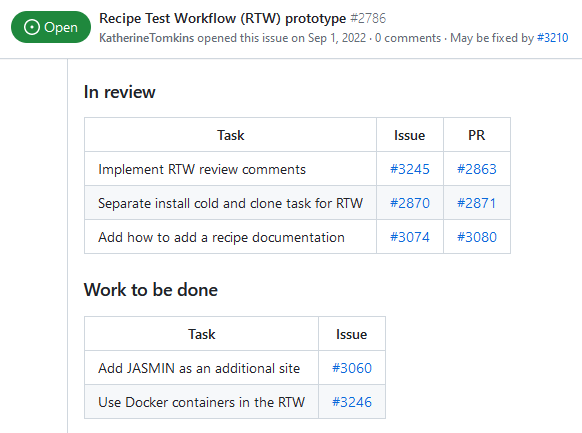 Open
Recipe Test Workflow (RTW) prototype #2786
KatherineTomkins opened this issue on Sep 1, 2022 · 0 comments · May be fixed by #3210
In review
Task Issue PR
Implement RTW review comments #3245 #2863
Separate install cold and clone task for RTW #2870 #2871
Add how to add a recipe documentation #3074 #3080
Work to be done
Task Issue
Add JASMIN as an additional site #3060
Use Docker containers in the RTW #3246